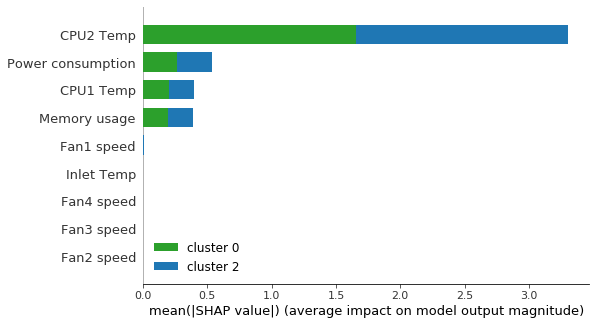 CPU2 Temp
Power consumption
CPU1 Temp
Memory usage
Fan1 speed
Inlet Temp
Fan4 speed
Fan3 speed
Fan2 speed
cluster 0
cluster 2
0.0 0.5 1.0 1.5 2.0 2.5 3.0
mean(|SHAP value|) (average impact on model output magnitude)